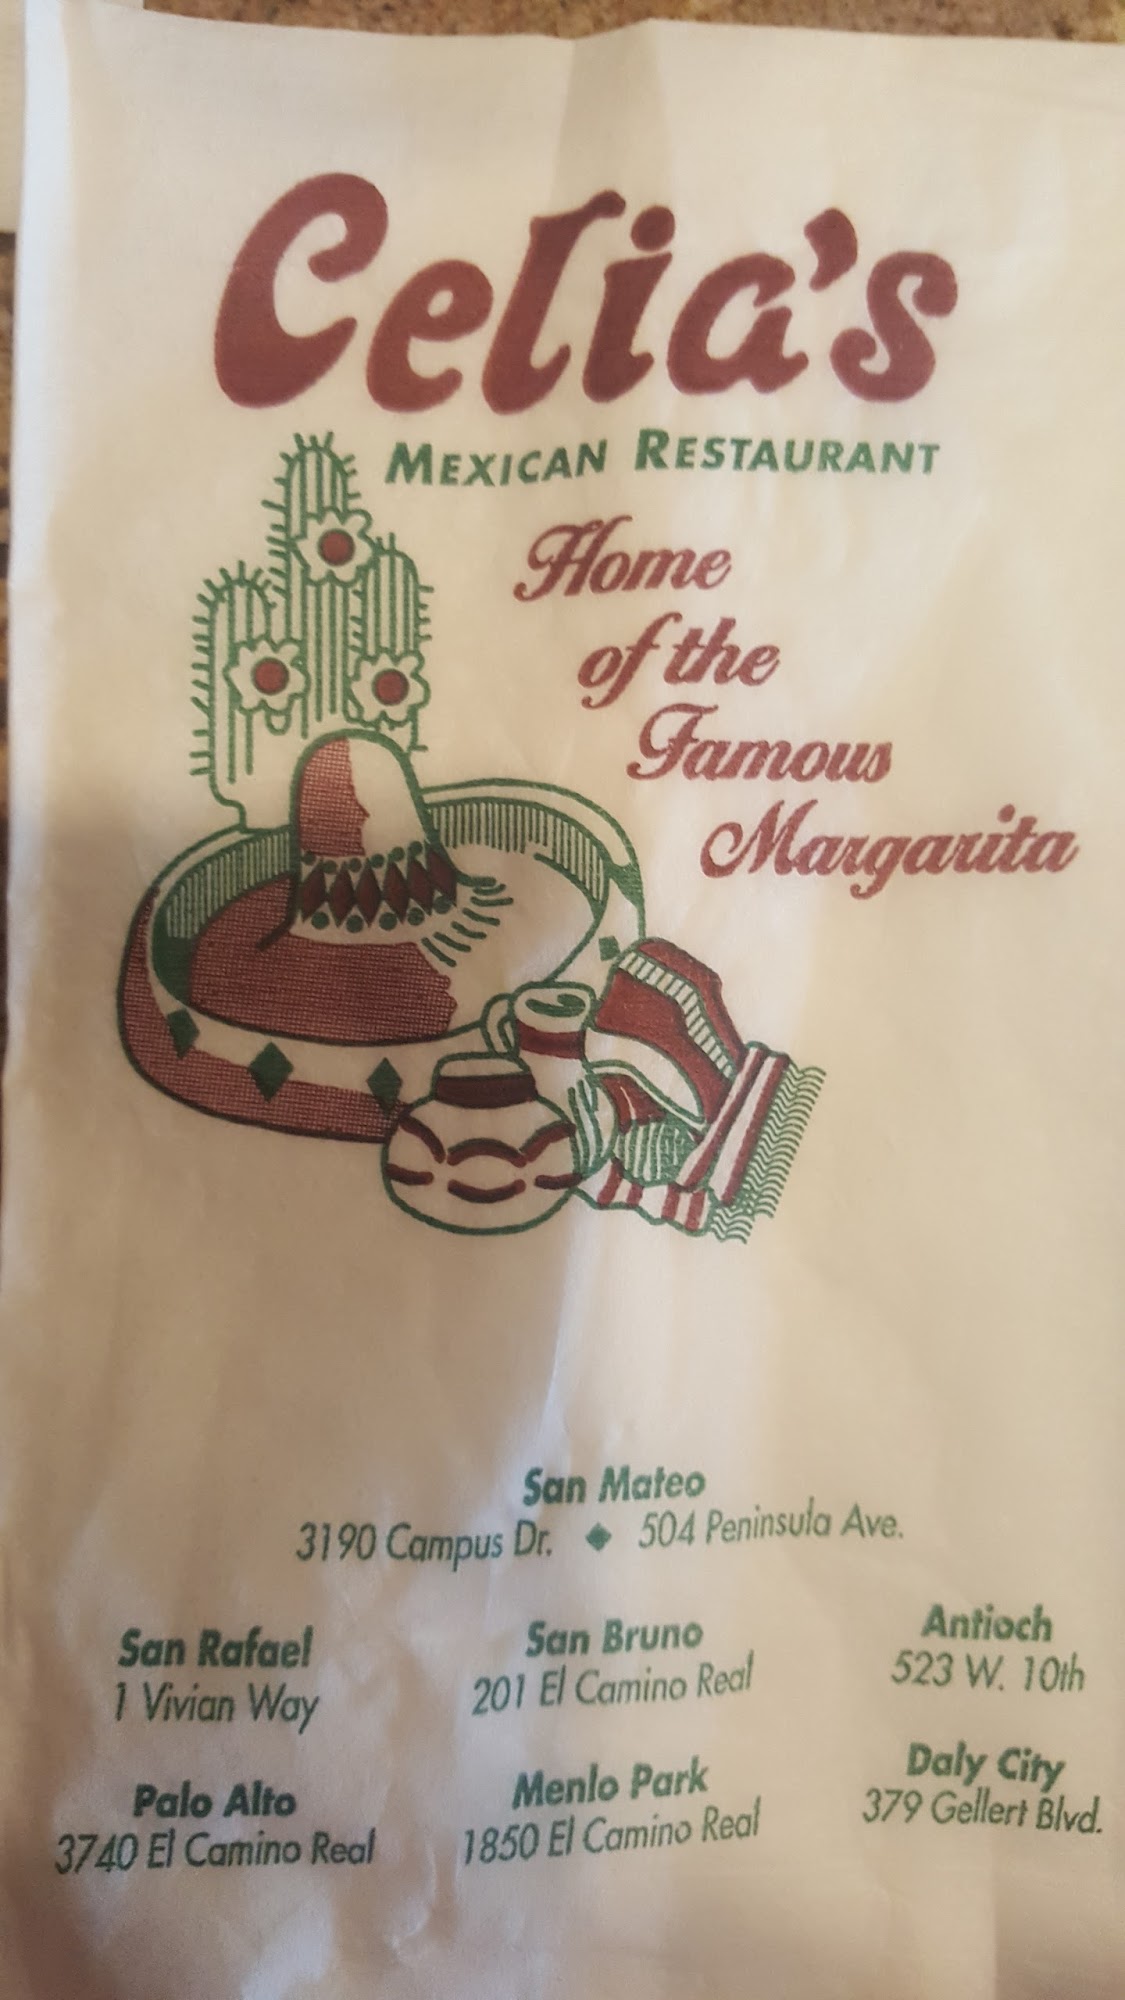 Celia's
MEXICAN RESTAURANT
Home
of the
Famous
Margarita
San Mateo
3190 Campus Dr. ◆ 504 Peninsula Ave.
San Rafael
1 Vivian Way
San Bruno
201 El Camino Real
Antioch
523 W. 10th
Palo Alto
3740 El Camino Real
Menlo Park
1850 El Camino Real
Daly City
379 Gellert Blvd.